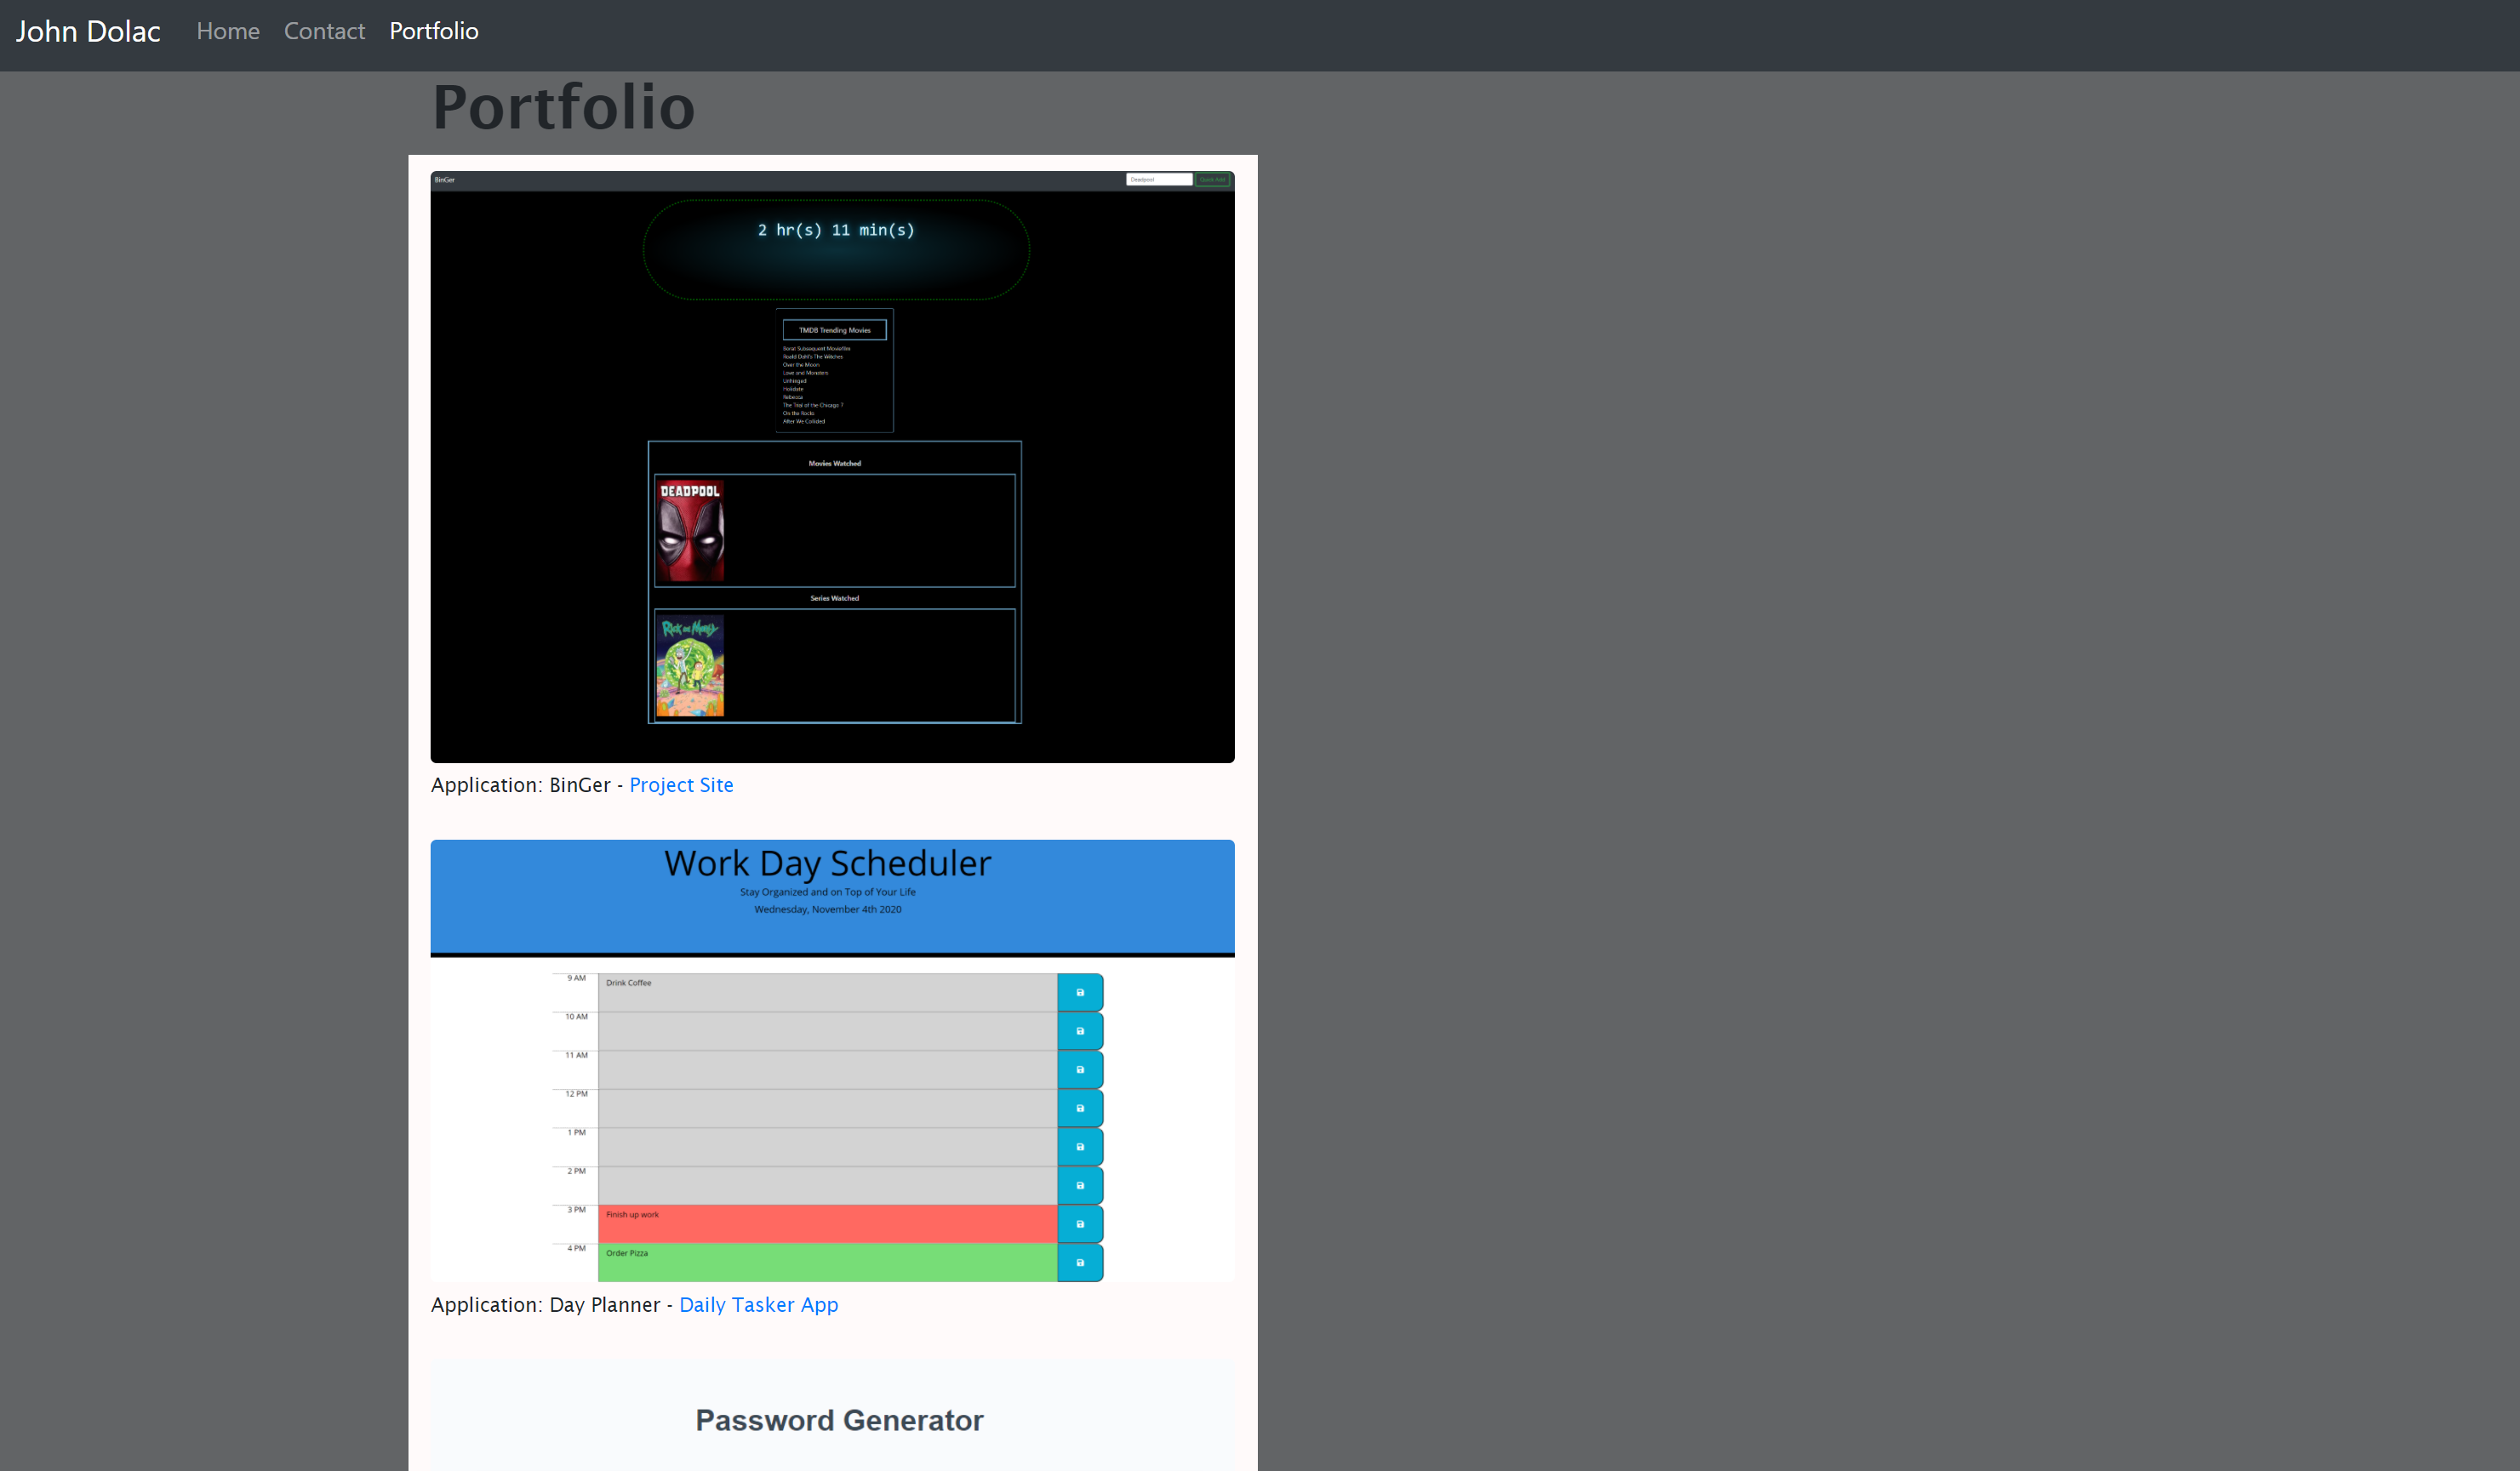 John Dolac Home Contact Portfolio
Portfolio
BinGer Deadpool Quick Add
2 hr(s) 11 min(s)
TMDB Trending Movies
Borat Subsequent Moviefilm
Roald Dahl's The Witches
Over the Moon
Love and Monsters
Unhinged
Holidate
Rebecca
The Trial of the Chicago 7
On the Rocks
After We Collided
Movies Watched
DEADPOOL
Series Watched
Rick and Morty
Application: BinGer - Project Site
Work Day Scheduler
Stay Organized and on Top of Your Life
Wednesday, November 4th 2020
9 AM Drink Coffee
10 AM
11 AM
12 PM
1 PM
2 PM
3 PM Finish up work
4 PM Order Pizza
Application: Day Planner - Daily Tasker App
Password Generator